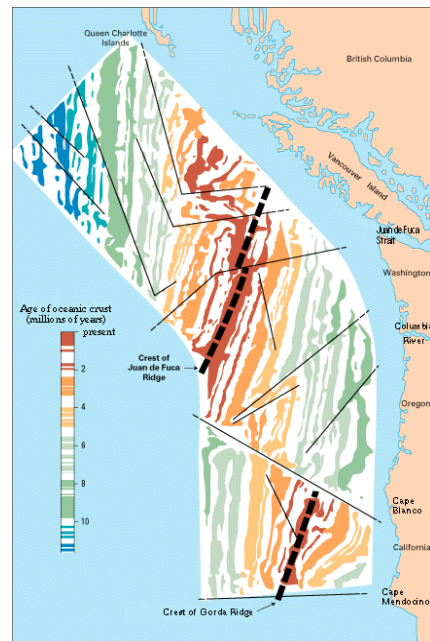 Queen Charlotte
Islands
British Columbia
Vancouver Island
Juan de Fuca
Strait
Washington
Age of oceanic crust
(millions of years)
present
2
4
6
8
10
Columbia
River
Crest of
Juan de Fuca
Ridge
Oregon
Cape
Blanco
California
Cape
Mendocino
Crest of Gorda Ridge